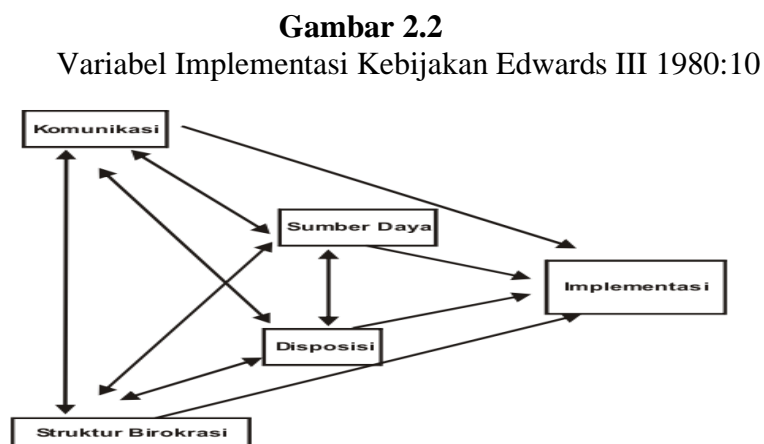 Gambar 2.2
Variabel Implementasi Kebijakan Edwards III 1980:10
Komunikasi
Sumber Daya
Implementasi
Disposisi
Struktur Birokrasi